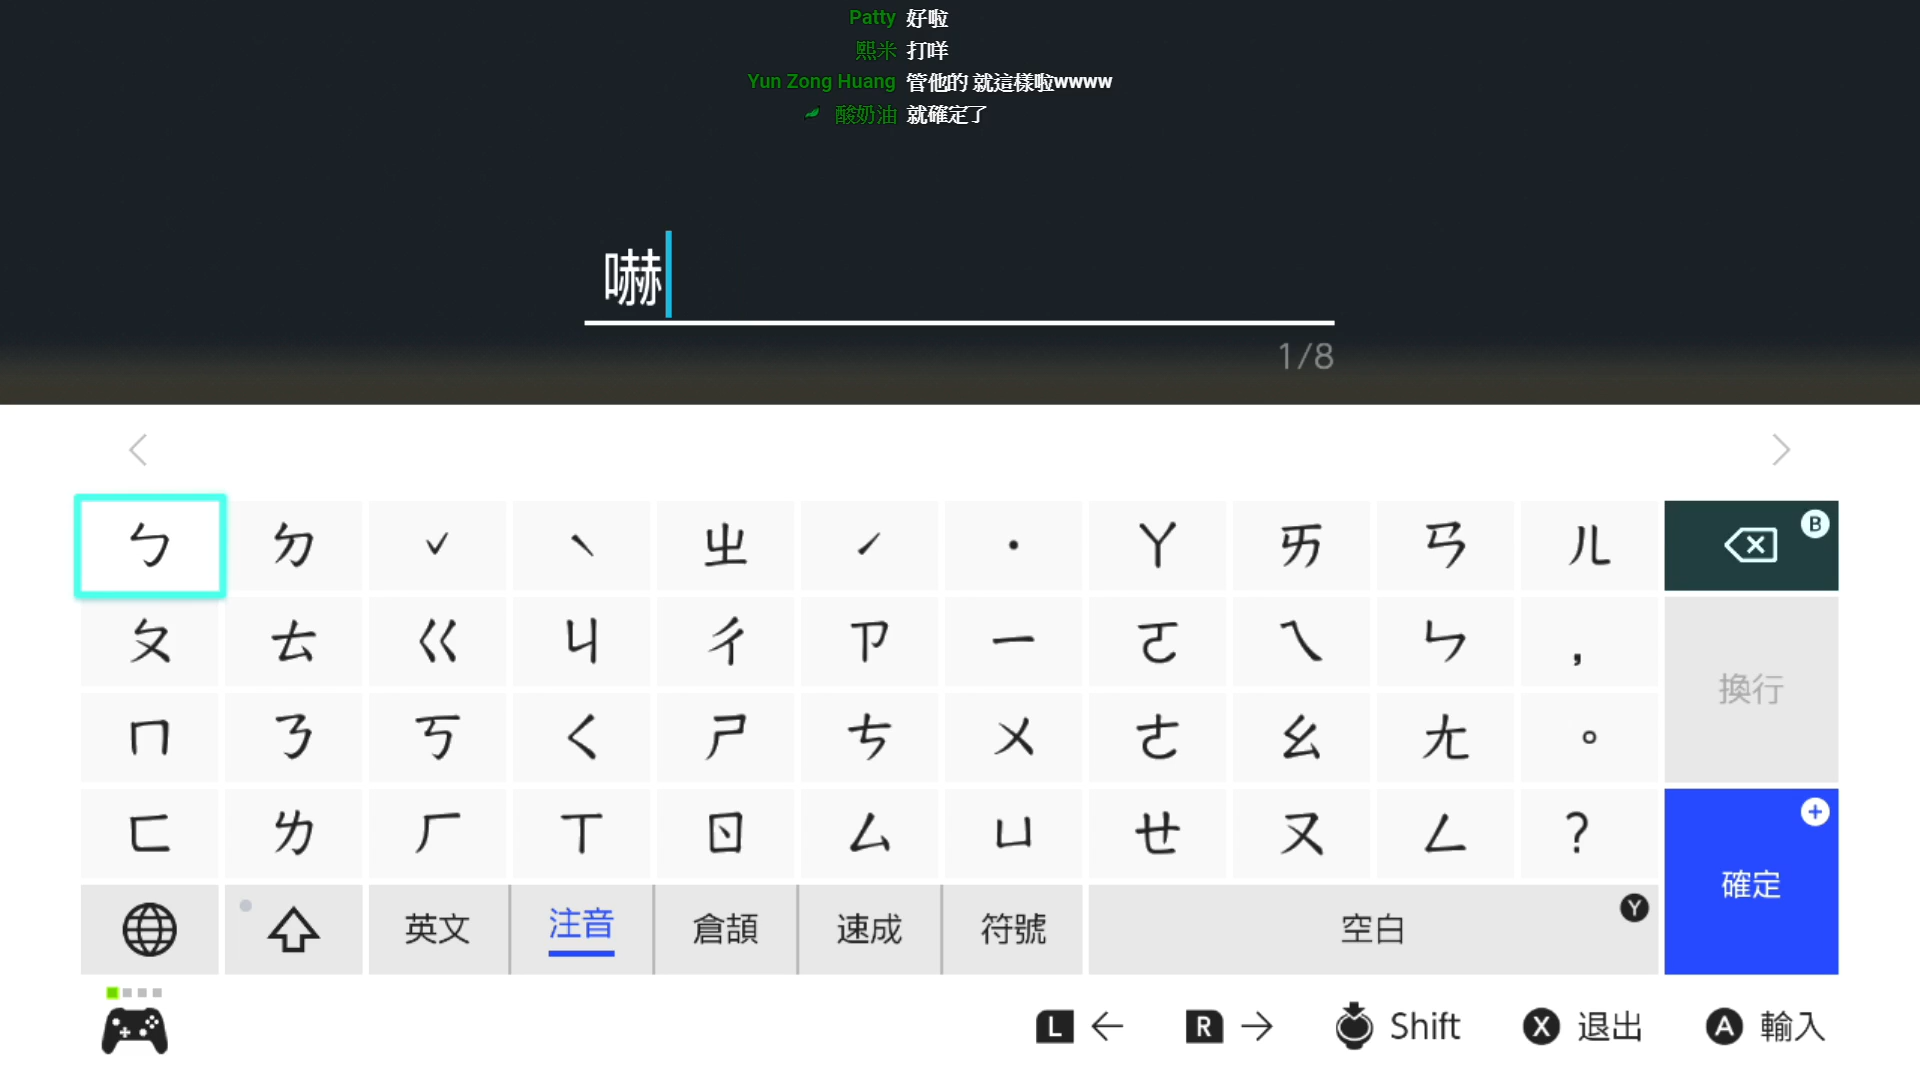 Patty 好啦
熙米 打咩
Yun Zong Huang 管他的 就這樣啦wwww
酸奶油 就確定了
嚇
1/8
ㄅ ㄉ ˇ ˋ ㄓ ˊ ˙ ㄚ ㄞ ㄢ ㄦ B
ㄆ ㄊ ㄍ ㄐ ㄔ ㄗ ㄧ ㄛ ㄟ ㄣ , 換行
ㄇ ㄋ ㄎ ㄑ ㄕ ㄘ ㄨ ㄜ ㄠ ㄤ 。
ㄈ ㄌ ㄏ ㄒ ㄖ ㄙ ㄩ ㄝ ㄡ ㄥ ? + 確定
英文 注音 倉頡 速成 符號 空白 Y
L ← R → Shift X 退出 A 輸入